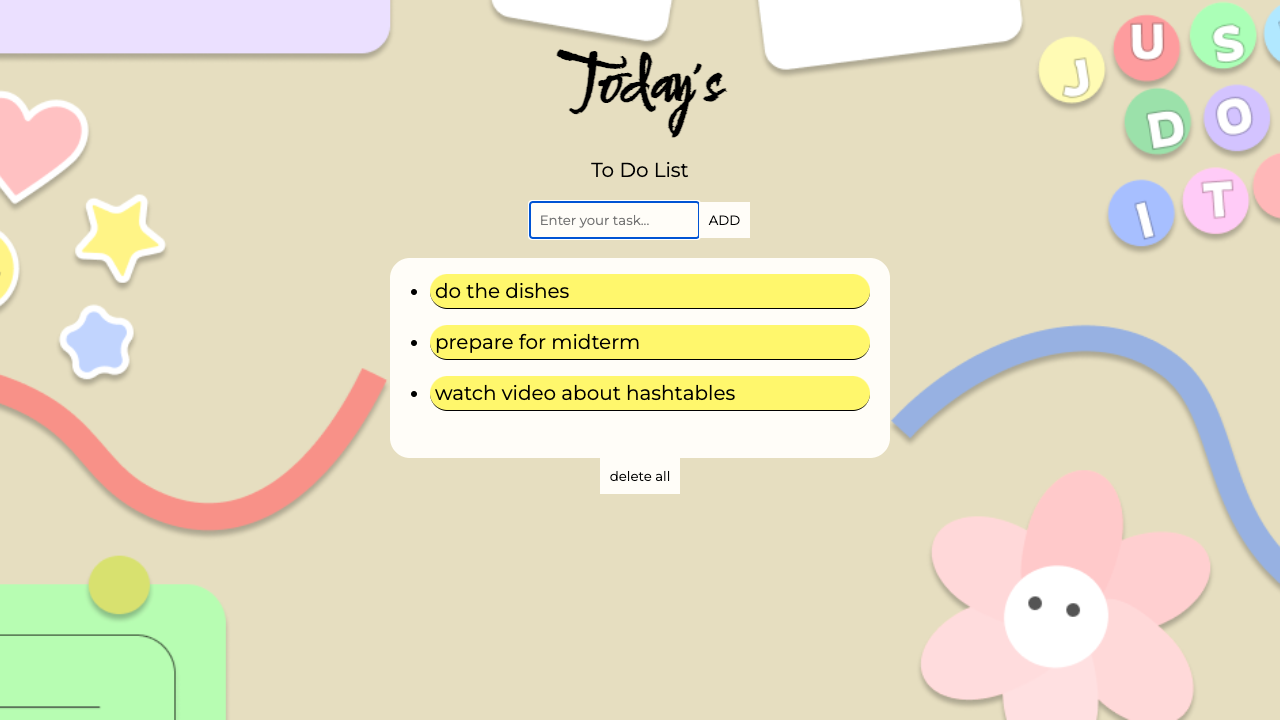 Today's
To Do List
Enter your task...
ADD
do the dishes
prepare for midterm
watch video about hashtables
delete all
J U S
D O
I T